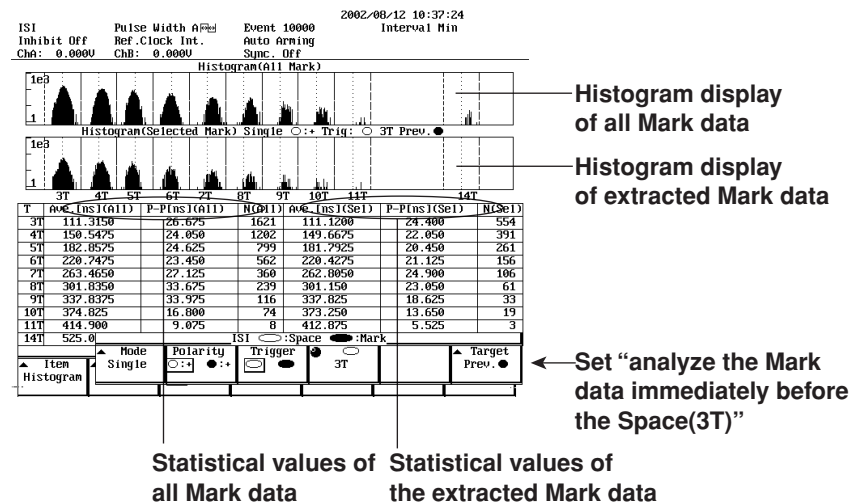 2002/08/12 10:37:24
ISI Pulse Width A Event 10000 Interval Min
Inhibit Off Ref.Clock Int. Auto Arming
ChA: 0.000V ChB: 0.000V Sync. Off
Histogram(All Mark)
1e3
1
Histogram display
of all Mark data
Histogram(Selected Mark) Single ○:+ Trig: ○ 3T Prev.●
1e3
1
Histogram display
of extracted Mark data
3T 4T 5T 6T 7T 8T 9T 10T 11T 14T
T Ave.[ns](All) P-P[ns](All) N(All) Ave.[ns](Sel) P-P[ns](Sel) N(Sel)
3T 111.3150 26.675 1621 111.1200 24.400 554
4T 150.5475 24.050 1202 149.6675 22.050 391
5T 182.8575 24.625 799 181.7925 20.450 261
6T 220.7475 23.450 562 220.4275 21.125 156
7T 263.4650 27.125 360 262.8050 24.900 106
8T 301.8350 33.675 239 301.150 23.050 61
9T 337.8375 33.975 116 337.825 18.625 33
10T 374.825 16.800 74 373.250 13.650 19
11T 414.900 9.075 8 412.875 5.525 3
14T 525.0
ISI ○:Space ●:Mark
Item Histogram
Mode Single
Polarity ○:+ ●:+
Trigger
3T
Target Prev.●
Set “analyze the Mark
data immediately before
the Space(3T)”
Statistical values of
all Mark data
Statistical values of
the extracted Mark data